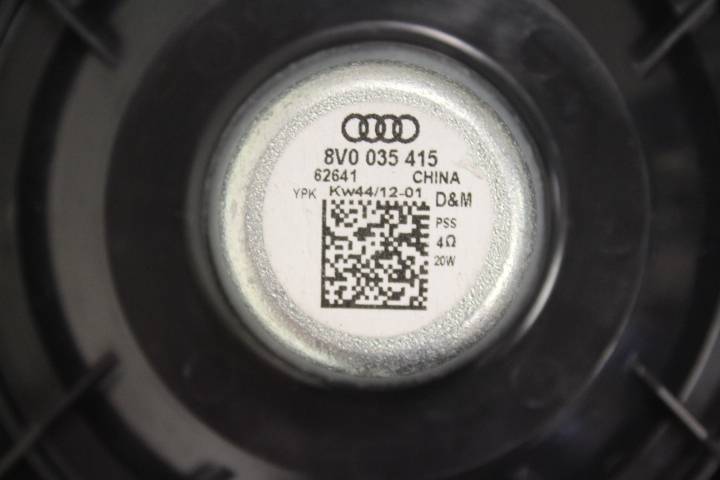 8V0 035 415
62641 CHINA
YPK Kw44/12-01 D&M
PSS
4Ω
20W